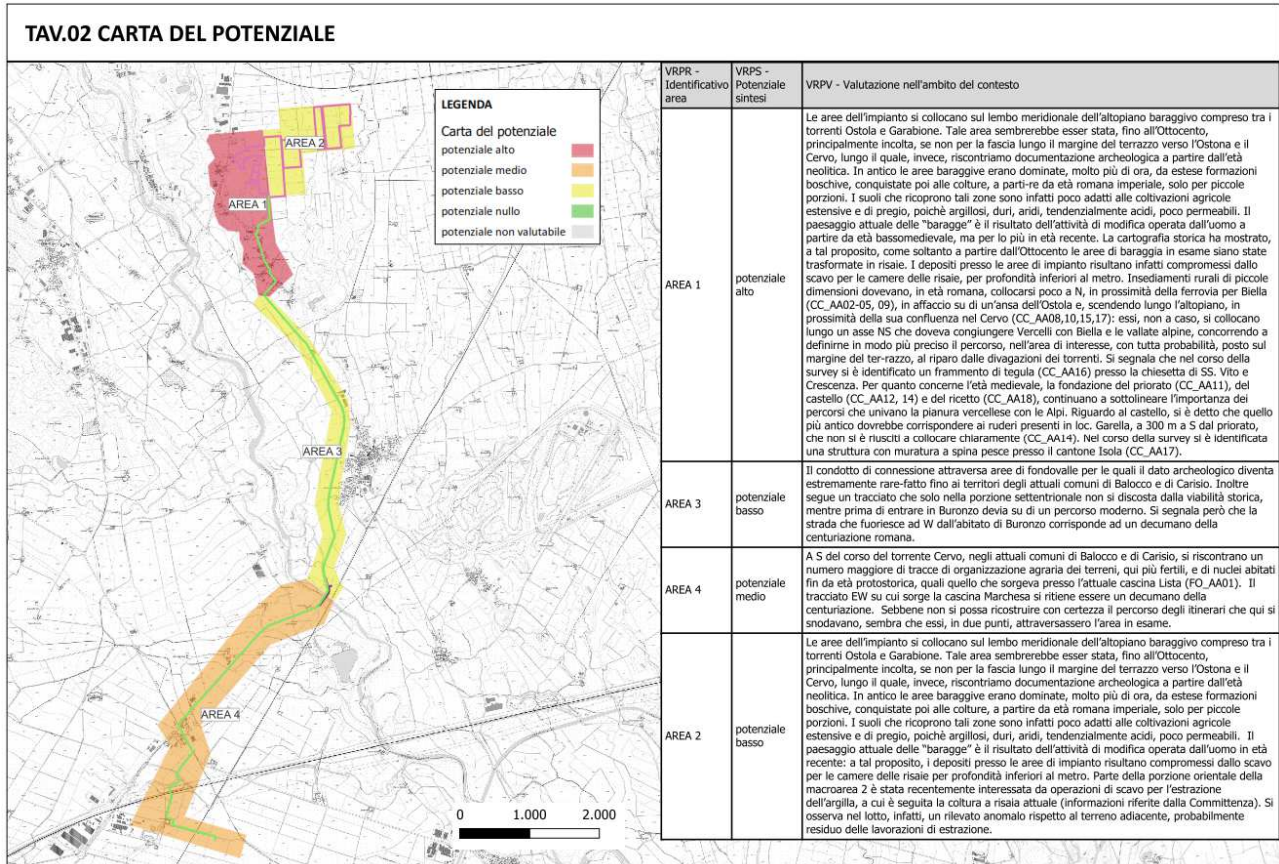 TAV.02 CARTA DEL POTENZIALE
LEGENDA
Carta del potenziale
potenziale alto
potenziale medio
potenziale basso
potenziale nullo
potenziale non valutabile
AREA 2
AREA 1
AREA 3
AREA 4
0 1.000 2.000
VRPR -
Identificativo
area
VRPS -
Potenziale
sintesi
VRPV - Valutazione nell'ambito del contesto
AREA 1
potenziale
alto
Le aree dell'impianto si collocano sul lembo meridionale dell'altopiano baraggivo compreso tra i
torrenti Ostola e Garabione. Tale area sembrerebbe esser stata, fino all'Ottocento,
principalmente incolta, se non per la fascia lungo il margine del terrazzo verso l'Ostona e il
Cervo, lungo il quale, invece, riscontriamo documentazione archeologica a partire dall'età
neolitica. In antico le aree baraggive erano dominate, molto più di ora, da estese formazioni
boschive, conquistate poi alle colture, a parti-re da età romana imperiale, solo per piccole
porzioni. I suoli che ricoprono tali zone sono infatti poco adatti alle coltivazioni agricole
estensive e di pregio, poichè argillosi, duri, aridi, tendenzialmente acidi, poco permeabili. Il
paesaggio attuale delle "baragge" è il risultato dell'attività di modifica operata dall'uomo a
partire da età bassomedievale, ma per lo più in età recente. La cartografia storica ha mostrato,
a tal proposito, come soltanto a partire dall'Ottocento le aree di baraggia in esame siano state
trasformate in risaie. I depositi presso le aree di impianto risultano infatti compromessi dallo
scavo per le camere delle risaie, per profondità inferiori al metro. Insediamenti rurali di piccole
dimensioni dovevano, in età romana, collocarsi poco a N, in prossimità della ferrovia per Biella
(CC_AA02-05, 09), in affaccio su di un'ansa dell'Ostola e, scendendo lungo l'altopiano, in
prossimità della sua confluenza nel Cervo (CC_AA08,10,15,17): essi, non a caso, si collocano
lungo un asse NS che doveva congiungere Vercelli con Biella e le vallate alpine, concorrendo a
definirne in modo più preciso il percorso, nell'area di interesse, con tutta probabilità, posto sul
margine del ter-razzo, al riparo dalle divagazioni dei torrenti. Si segnala che nel corso della
survey si è identificato un frammento di tegula (CC_AA16) presso la chiesetta di SS. Vito e
Crescenza. Per quanto concerne l'età medievale, la fondazione del priorato (CC_AA11), del
castello (CC_AA12, 14) e del ricetto (CC_AA18), continuano a sottolineare l'importanza dei
percorsi che univano la pianura vercellese con le Alpi. Riguardo al castello, si è detto che quello
più antico dovrebbe corrispondere ai ruderi presenti in loc. Garella, a 300 m a S dal priorato,
che non si è riusciti a collocare chiaramente (CC_AA14). Nel corso della survey si è identificata
una struttura con muratura a spina pesce presso il cantone Isola (CC_AA17).
AREA 3
potenziale
basso
Il condotto di connessione attraversa aree di fondovalle per le quali il dato archeologico diventa
estremamente rare-fatto fino ai territori degli attuali comuni di Balocco e di Carisio. Inoltre
segue un tracciato che solo nella porzione settentrionale non si discosta dalla viabilità storica,
mentre prima di entrare in Buronzo devia su di un percorso moderno. Si segnala però che la
strada che fuoriesce ad W dall'abitato di Buronzo corrisponde ad un decumano della
centuriazione romana.
AREA 4
potenziale
medio
A S del corso del torrente Cervo, negli attuali comuni di Balocco e di Carisio, si riscontrano un
numero maggiore di tracce di organizzazione agraria dei terreni, qui più fertili, e di nuclei abitati
fin da età protostorica, quali quello che sorgeva presso l'attuale cascina Lista (FO_AA01). Il
tracciato EW su cui sorge la cascina Marchesa si ritiene essere un decumano della
centuriazione. Sebbene non si possa ricostruire con certezza il percorso degli itinerari che qui si
snodavano, sembra che essi, in due punti, attraversassero l'area in esame.
AREA 2
potenziale
basso
Le aree dell'impianto si collocano sul lembo meridionale dell'altopiano baraggivo compreso tra i
torrenti Ostola e Garabione. Tale area sembrerebbe esser stata, fino all'Ottocento,
principalmente incolta, se non per la fascia lungo il margine del terrazzo verso l'Ostona e il
Cervo, lungo il quale, invece, riscontriamo documentazione archeologica a partire dall'età
neolitica. In antico le aree baraggive erano dominate, molto più di ora, da estese formazioni
boschive, conquistate poi alle colture, a partire da età romana imperiale, solo per piccole
porzioni. I suoli che ricoprono tali zone sono infatti poco adatti alle coltivazioni agricole
estensive e di pregio, poichè argillosi, duri, aridi, tendenzialmente acidi, poco permeabili. Il
paesaggio attuale delle "baragge" è il risultato dell'attività di modifica operata dall'uomo in età
recente: a tal proposito, i depositi presso le aree di impianto risultano compromessi dallo scavo
per le camere delle risaie per profondità inferiori al metro. Parte della porzione orientale della
macroarea 2 è stata recentemente interessata da operazioni di scavo per l'estrazione
dell'argilla, a cui è seguita la coltura a risaia attuale (informazioni riferite dalla Committenza). Si
osserva nel lotto, infatti, un rilevato anomalo rispetto al terreno adiacente, probabilmente
residuo delle lavorazioni di estrazione.